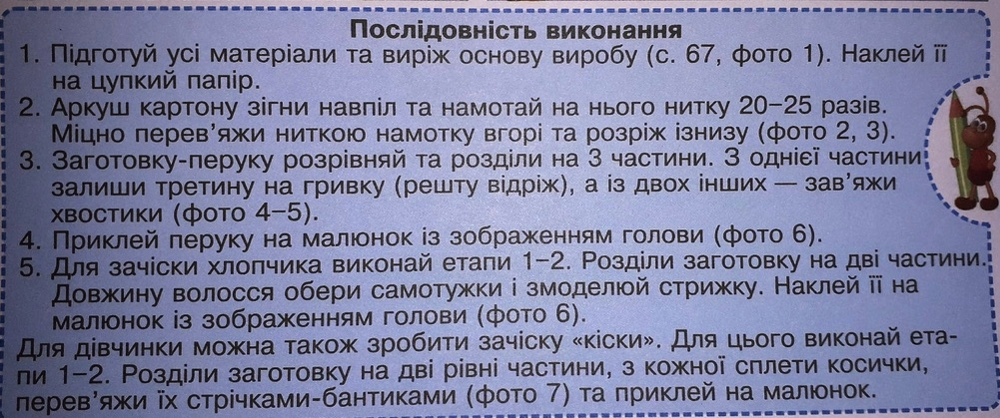 Послідовність виконання
1. Підготуй усі матеріали та виріж основу виробу (с. 67, фото 1). Наклей її
на цупкий папір.
2. Аркуш картону зігни навпіл та намотай на нього нитку 20–25 разів.
Міцно перев’яжи ниткою намотку вгорі та розріж ізнизу (фото 2, 3).
3. Заготовку-перуку розрівняй та розділи на 3 частини. З однієї частини
залиши третину на гривку (решту відріж), а із двох інших — зав’яжи
хвостики (фото 4–5).
4. Приклей перуку на малюнок із зображенням голови (фото 6).
5. Для зачіски хлопчика виконай етапи 1–2. Розділи заготовку на дві частини.
Довжину волосся обери самотужки і змоделюй стрижку. Наклей її на
малюнок із зображенням голови (фото 6).
Для дівчинки можна також зробити зачіску «кіски». Для цього виконай ета-
пи 1–2. Розділи заготовку на дві рівні частини, з кожної сплети косички,
перев’яжи їх стрічками-бантиками (фото 7) та приклей на малюнок.